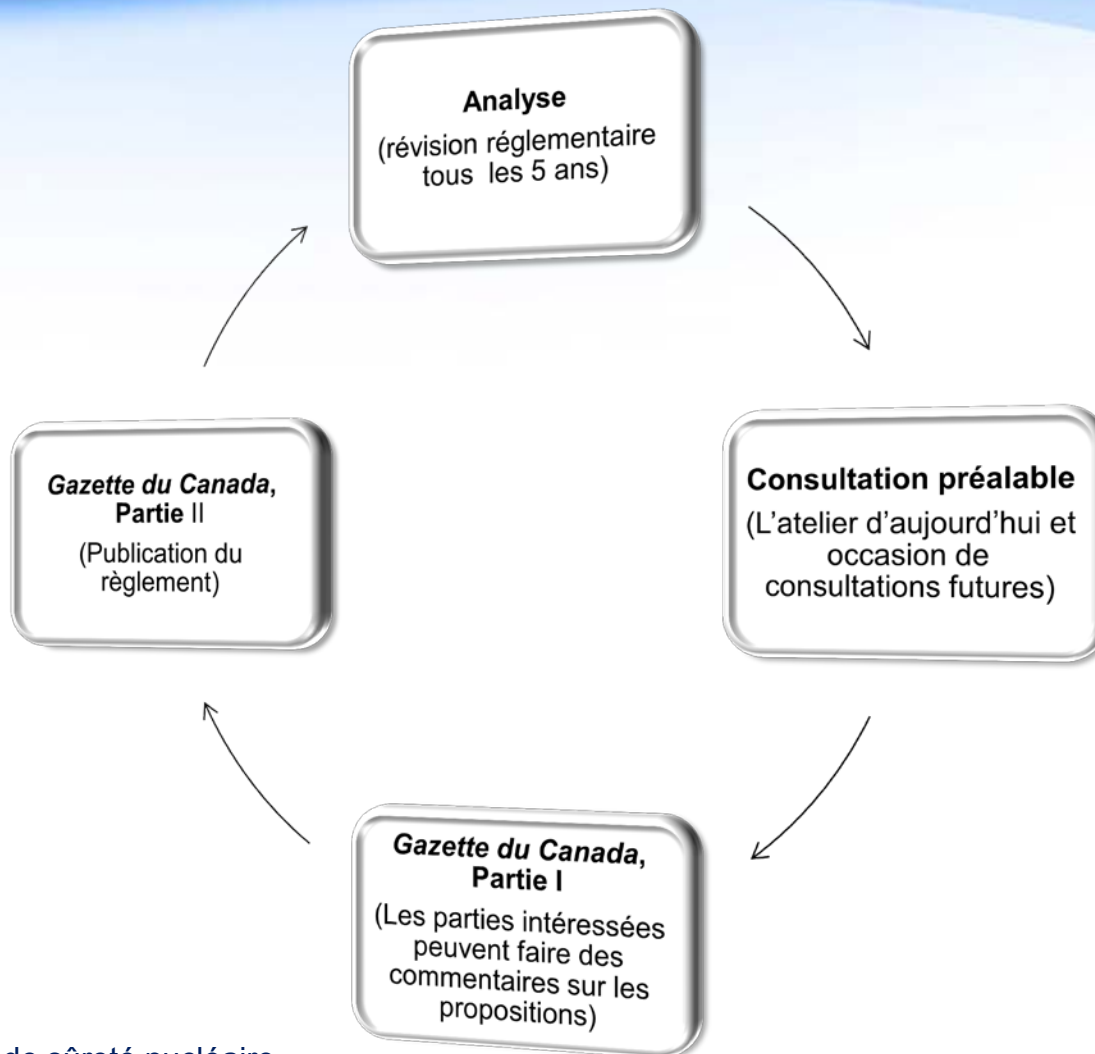 Analyse
(révision réglementaire
tous les 5 ans)
Consultation préalable
(L'atelier d'aujourd'hui et
occasion de
consultations futures)
Gazette du Canada,
Partie I
(Les parties intéressées
peuvent faire des
commentaires sur les
propositions)
Gazette du Canada,
Partie II
(Publication du
règlement)
de sûreté nucléaire